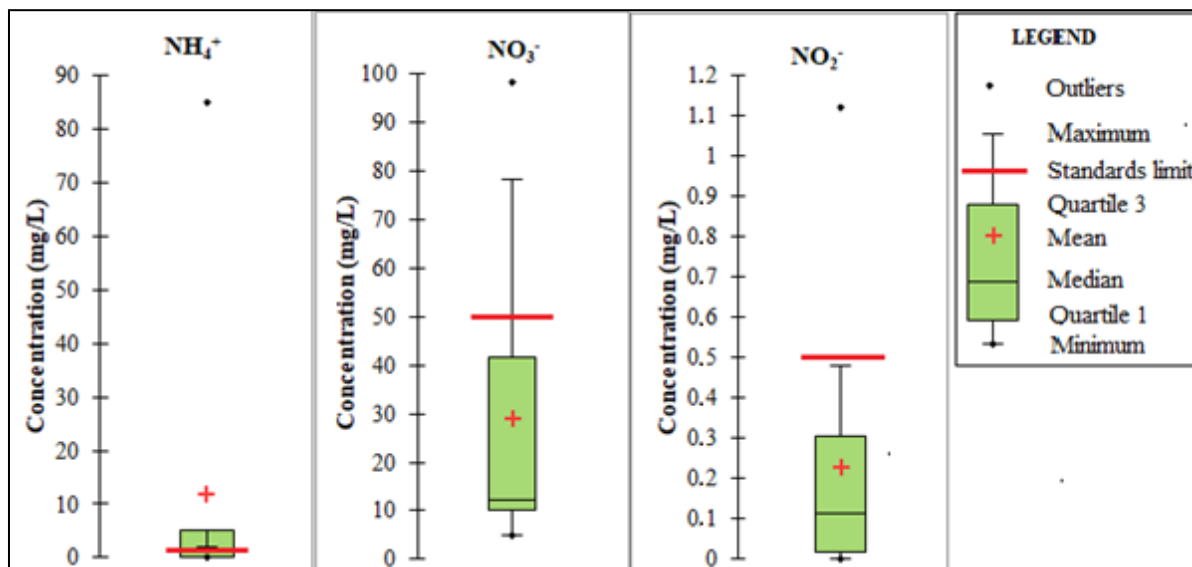 NH₄⁺
Concentration (mg/L)
90
80
70
60
50
40
30
20
10
0
NO₃⁻
Concentration (mg/L)
100
90
80
70
60
50
40
30
20
10
0
NO₂⁻
Concentration (mg/L)
1.2
1.1
1
0.9
0.8
0.7
0.6
0.5
0.4
0.3
0.2
0.1
0
LEGEND
Outliers
Maximum
Standards limit
Quartile 3
Mean
Median
Quartile 1
Minimum